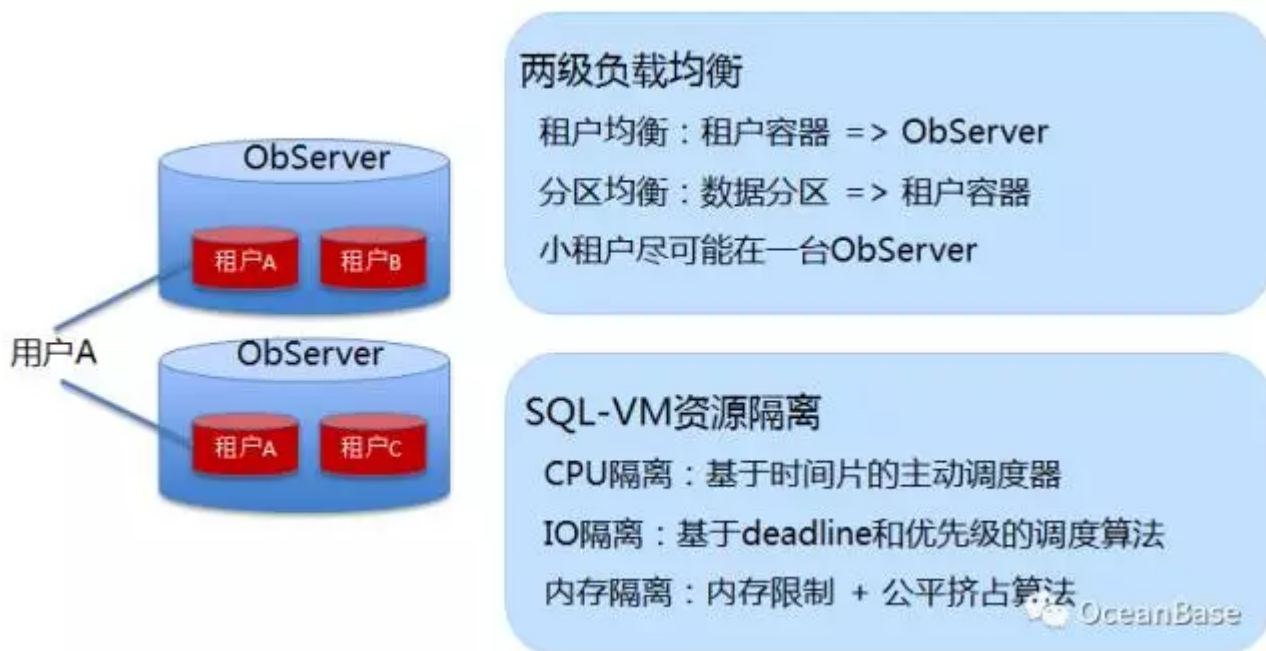 ObServer
租户A 租户B
用户A
ObServer
租户A 租户C
两级负载均衡
租户均衡：租户容器 => ObServer
分区均衡：数据分区 => 租户容器
小租户尽可能在一台ObServer
SQL-VM资源隔离
CPU隔离：基于时间片的主动调度器
IO隔离：基于deadline和优先级的调度算法
内存隔离：内存限制 + 公平挤占算法
OceanBase